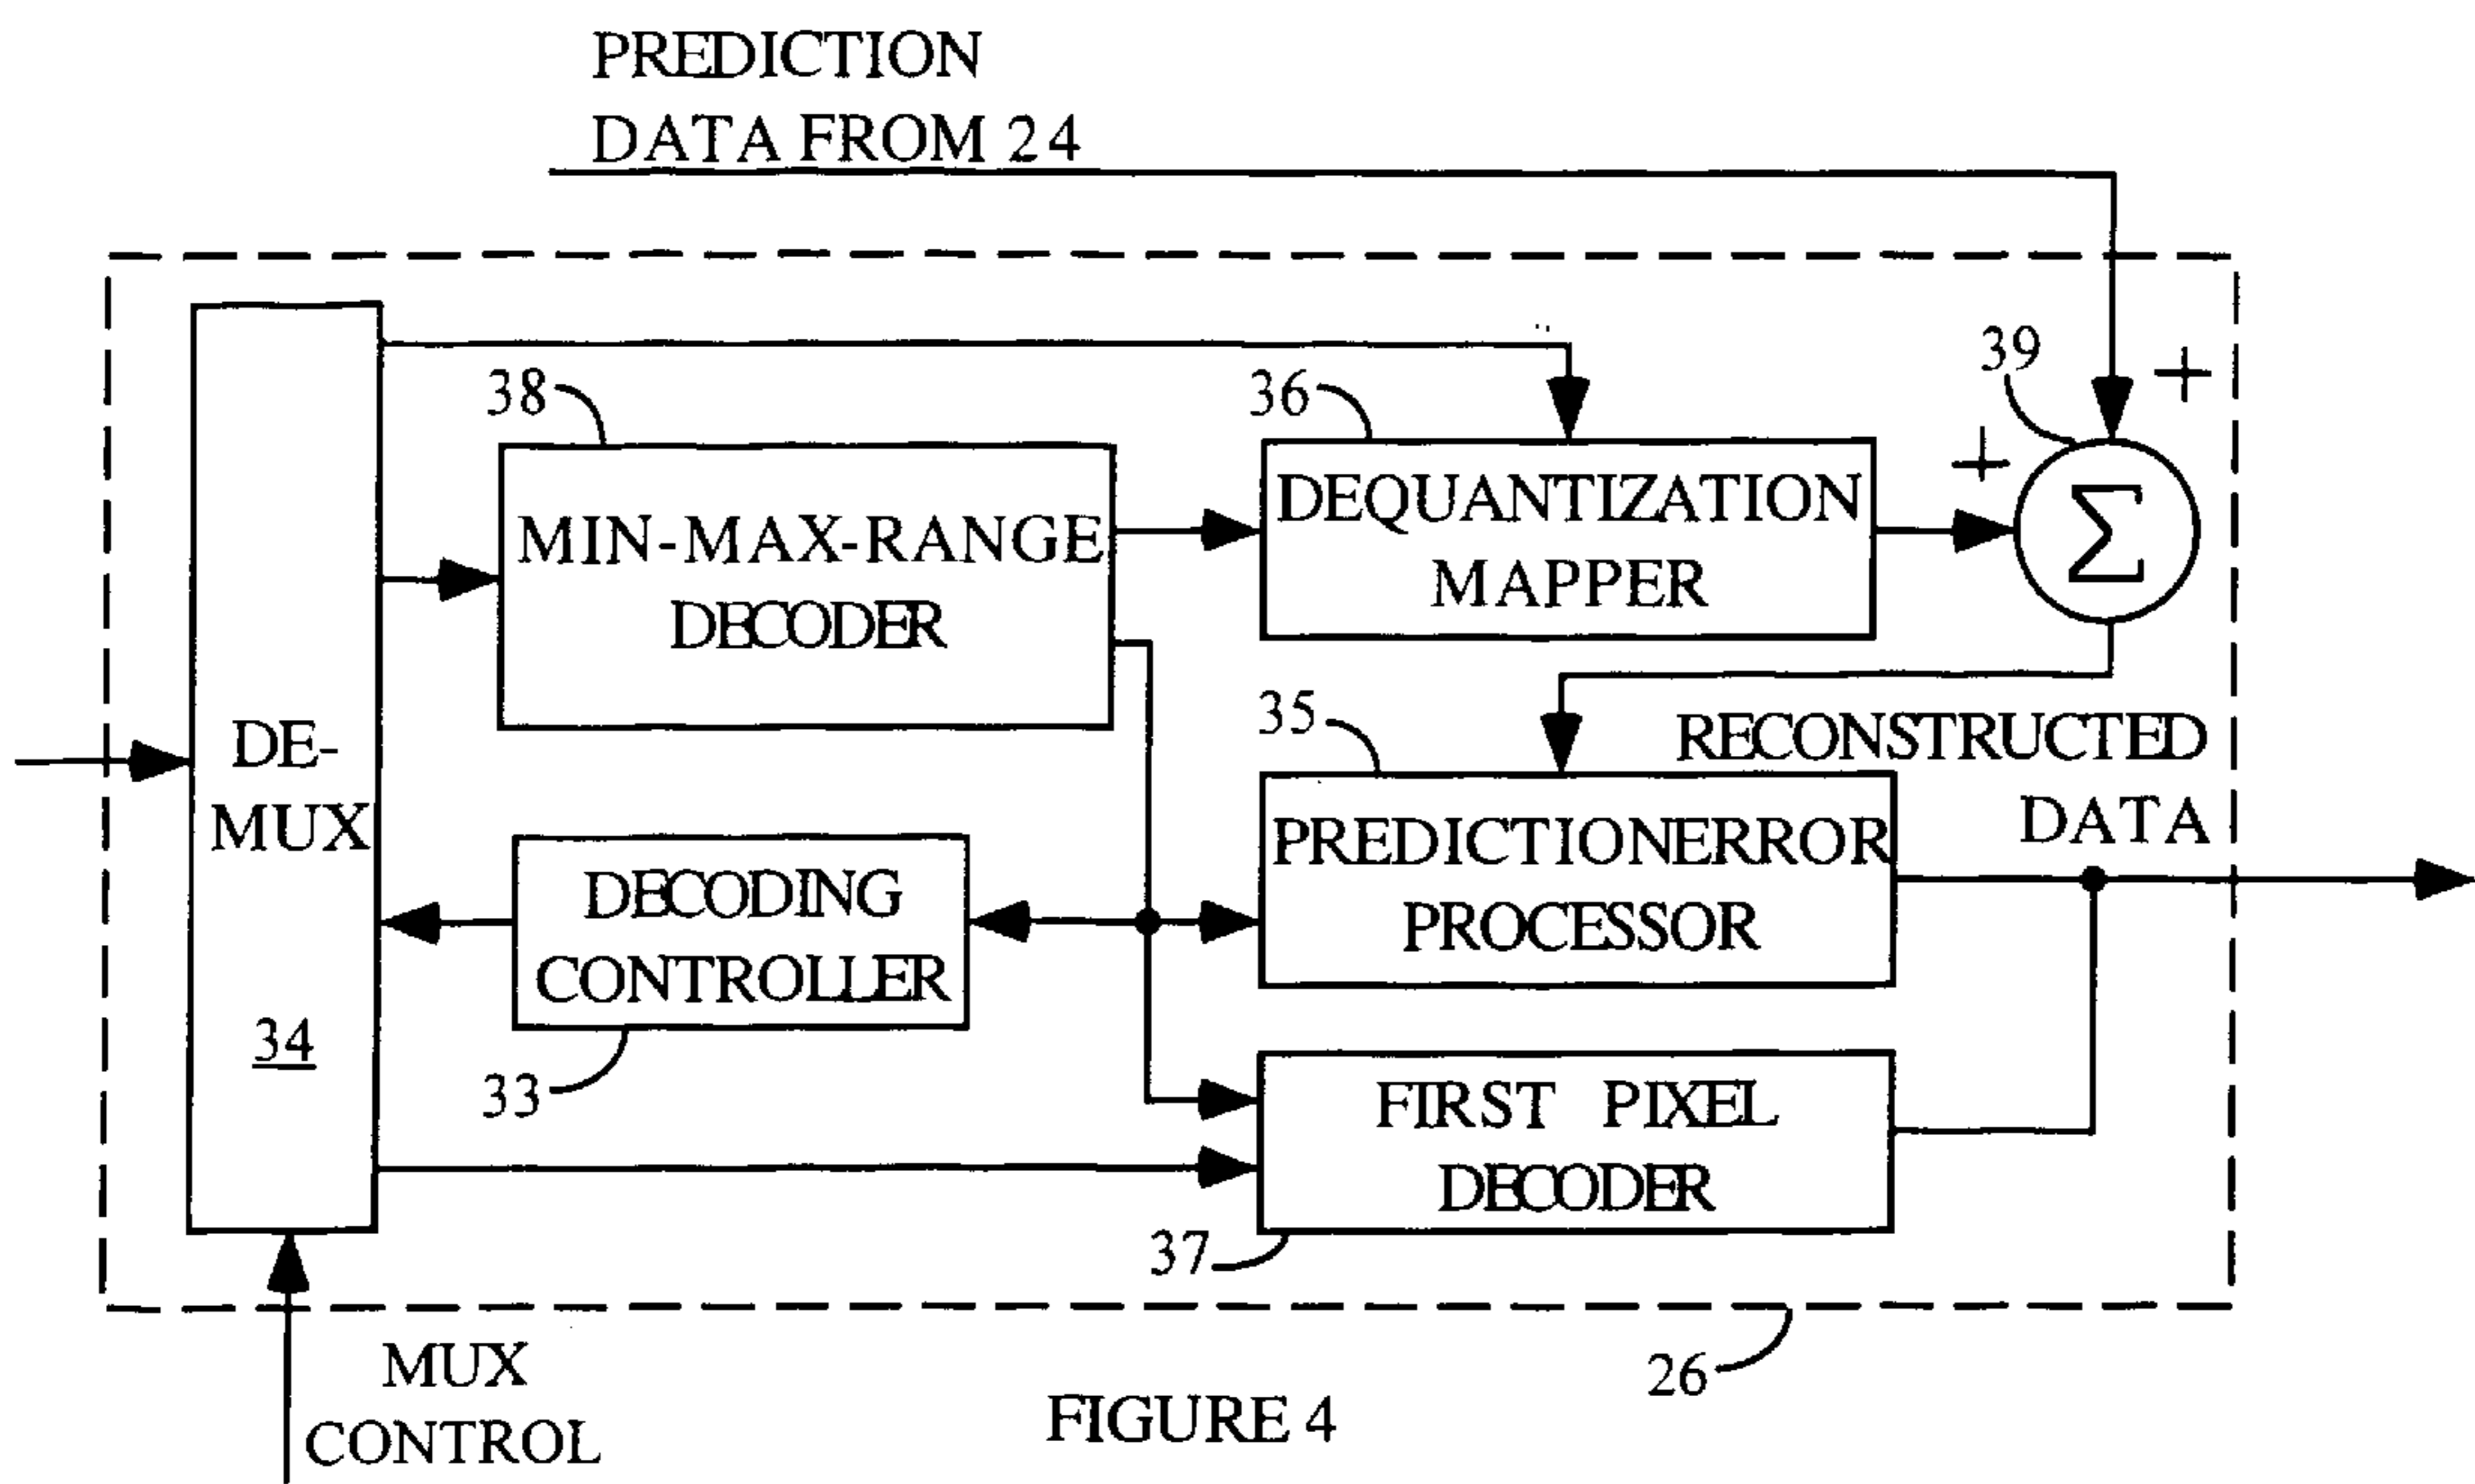 PREDICTION
DATA FROM 24
39
+
38
36
+
DEQUANTIZATION
MAPPER
Σ
MIN-MAX-RANGE
DECODER
35
RECONSTRUCTED
DATA
DE-
MUX
34
PREDICTIONERROR
PROCESSOR
DECODING
CONTROLLER
33
FIRST PIXEL
DECODER
37
26
MUX
CONTROL
FIGURE 4